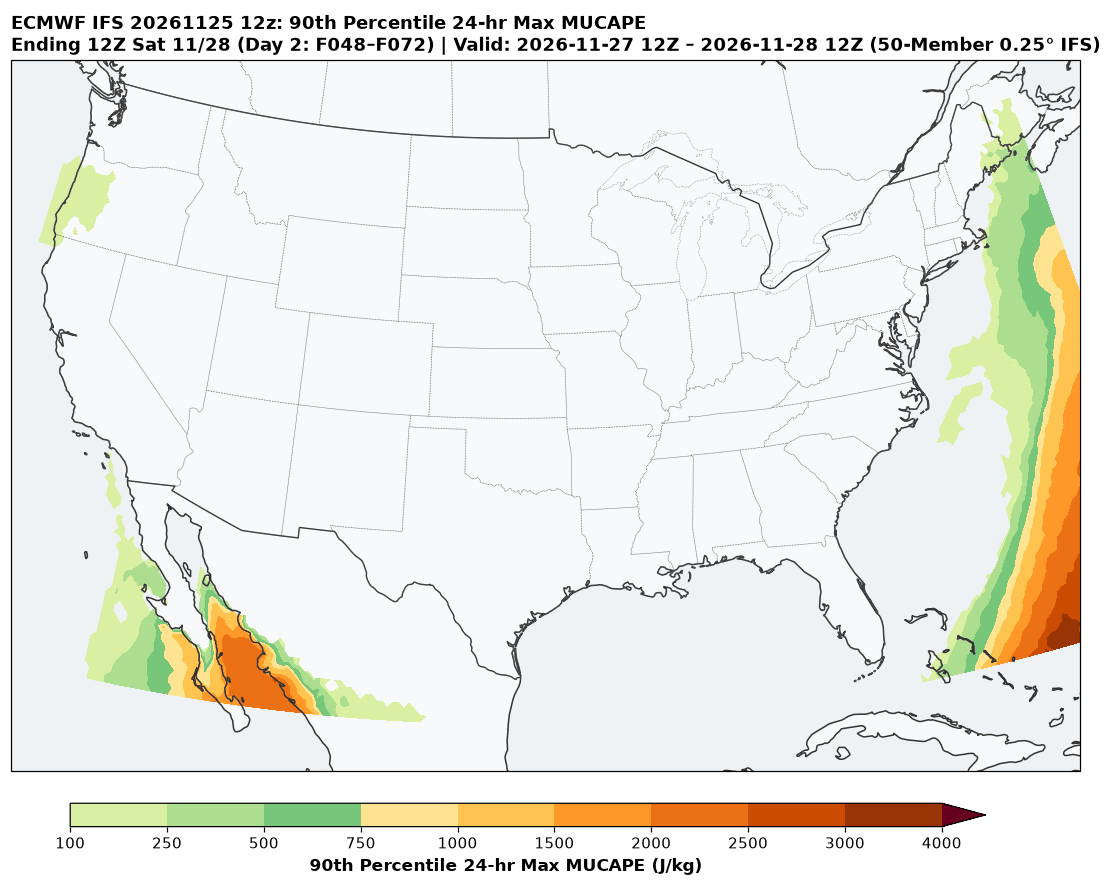 ECMWF IFS 20261125 12z: 90th Percentile 24-hr Max MUCAPE
Ending 12Z Sat 11/28 (Day 2: F048–F072) | Valid: 2026-11-27 12Z – 2026-11-28 12Z (50-Member 0.25° IFS)
100 250 500 750 1000 1500 2000 2500 3000 4000
90th Percentile 24-hr Max MUCAPE (J/kg)